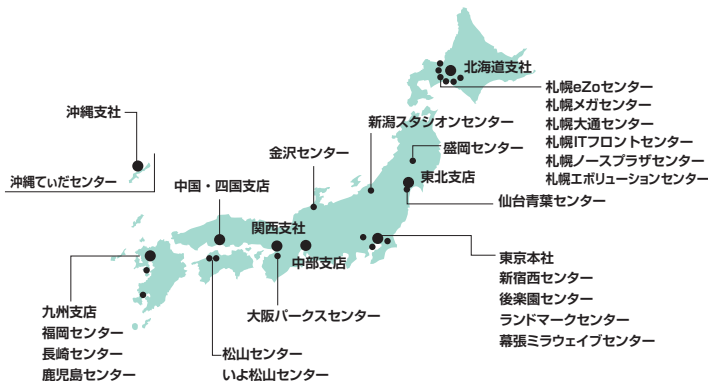 北海道支社
札幌eZoセンター
札幌メガセンター
札幌大通センター
札幌ITフロントセンター
札幌ノースプラザセンター
札幌エボリューションセンター
沖縄支社
沖縄てぃだセンター
新潟スタシオンセンター
盛岡センター
金沢センター
東北支店
仙台青葉センター
中国・四国支店
関西支社
中部支店
東京本社
新宿西センター
後楽園センター
ランドマークセンター
幕張ミラウェイブセンター
大阪パークスセンター
九州支店
福岡センター
長崎センター
鹿児島センター
松山センター
いよ松山センター